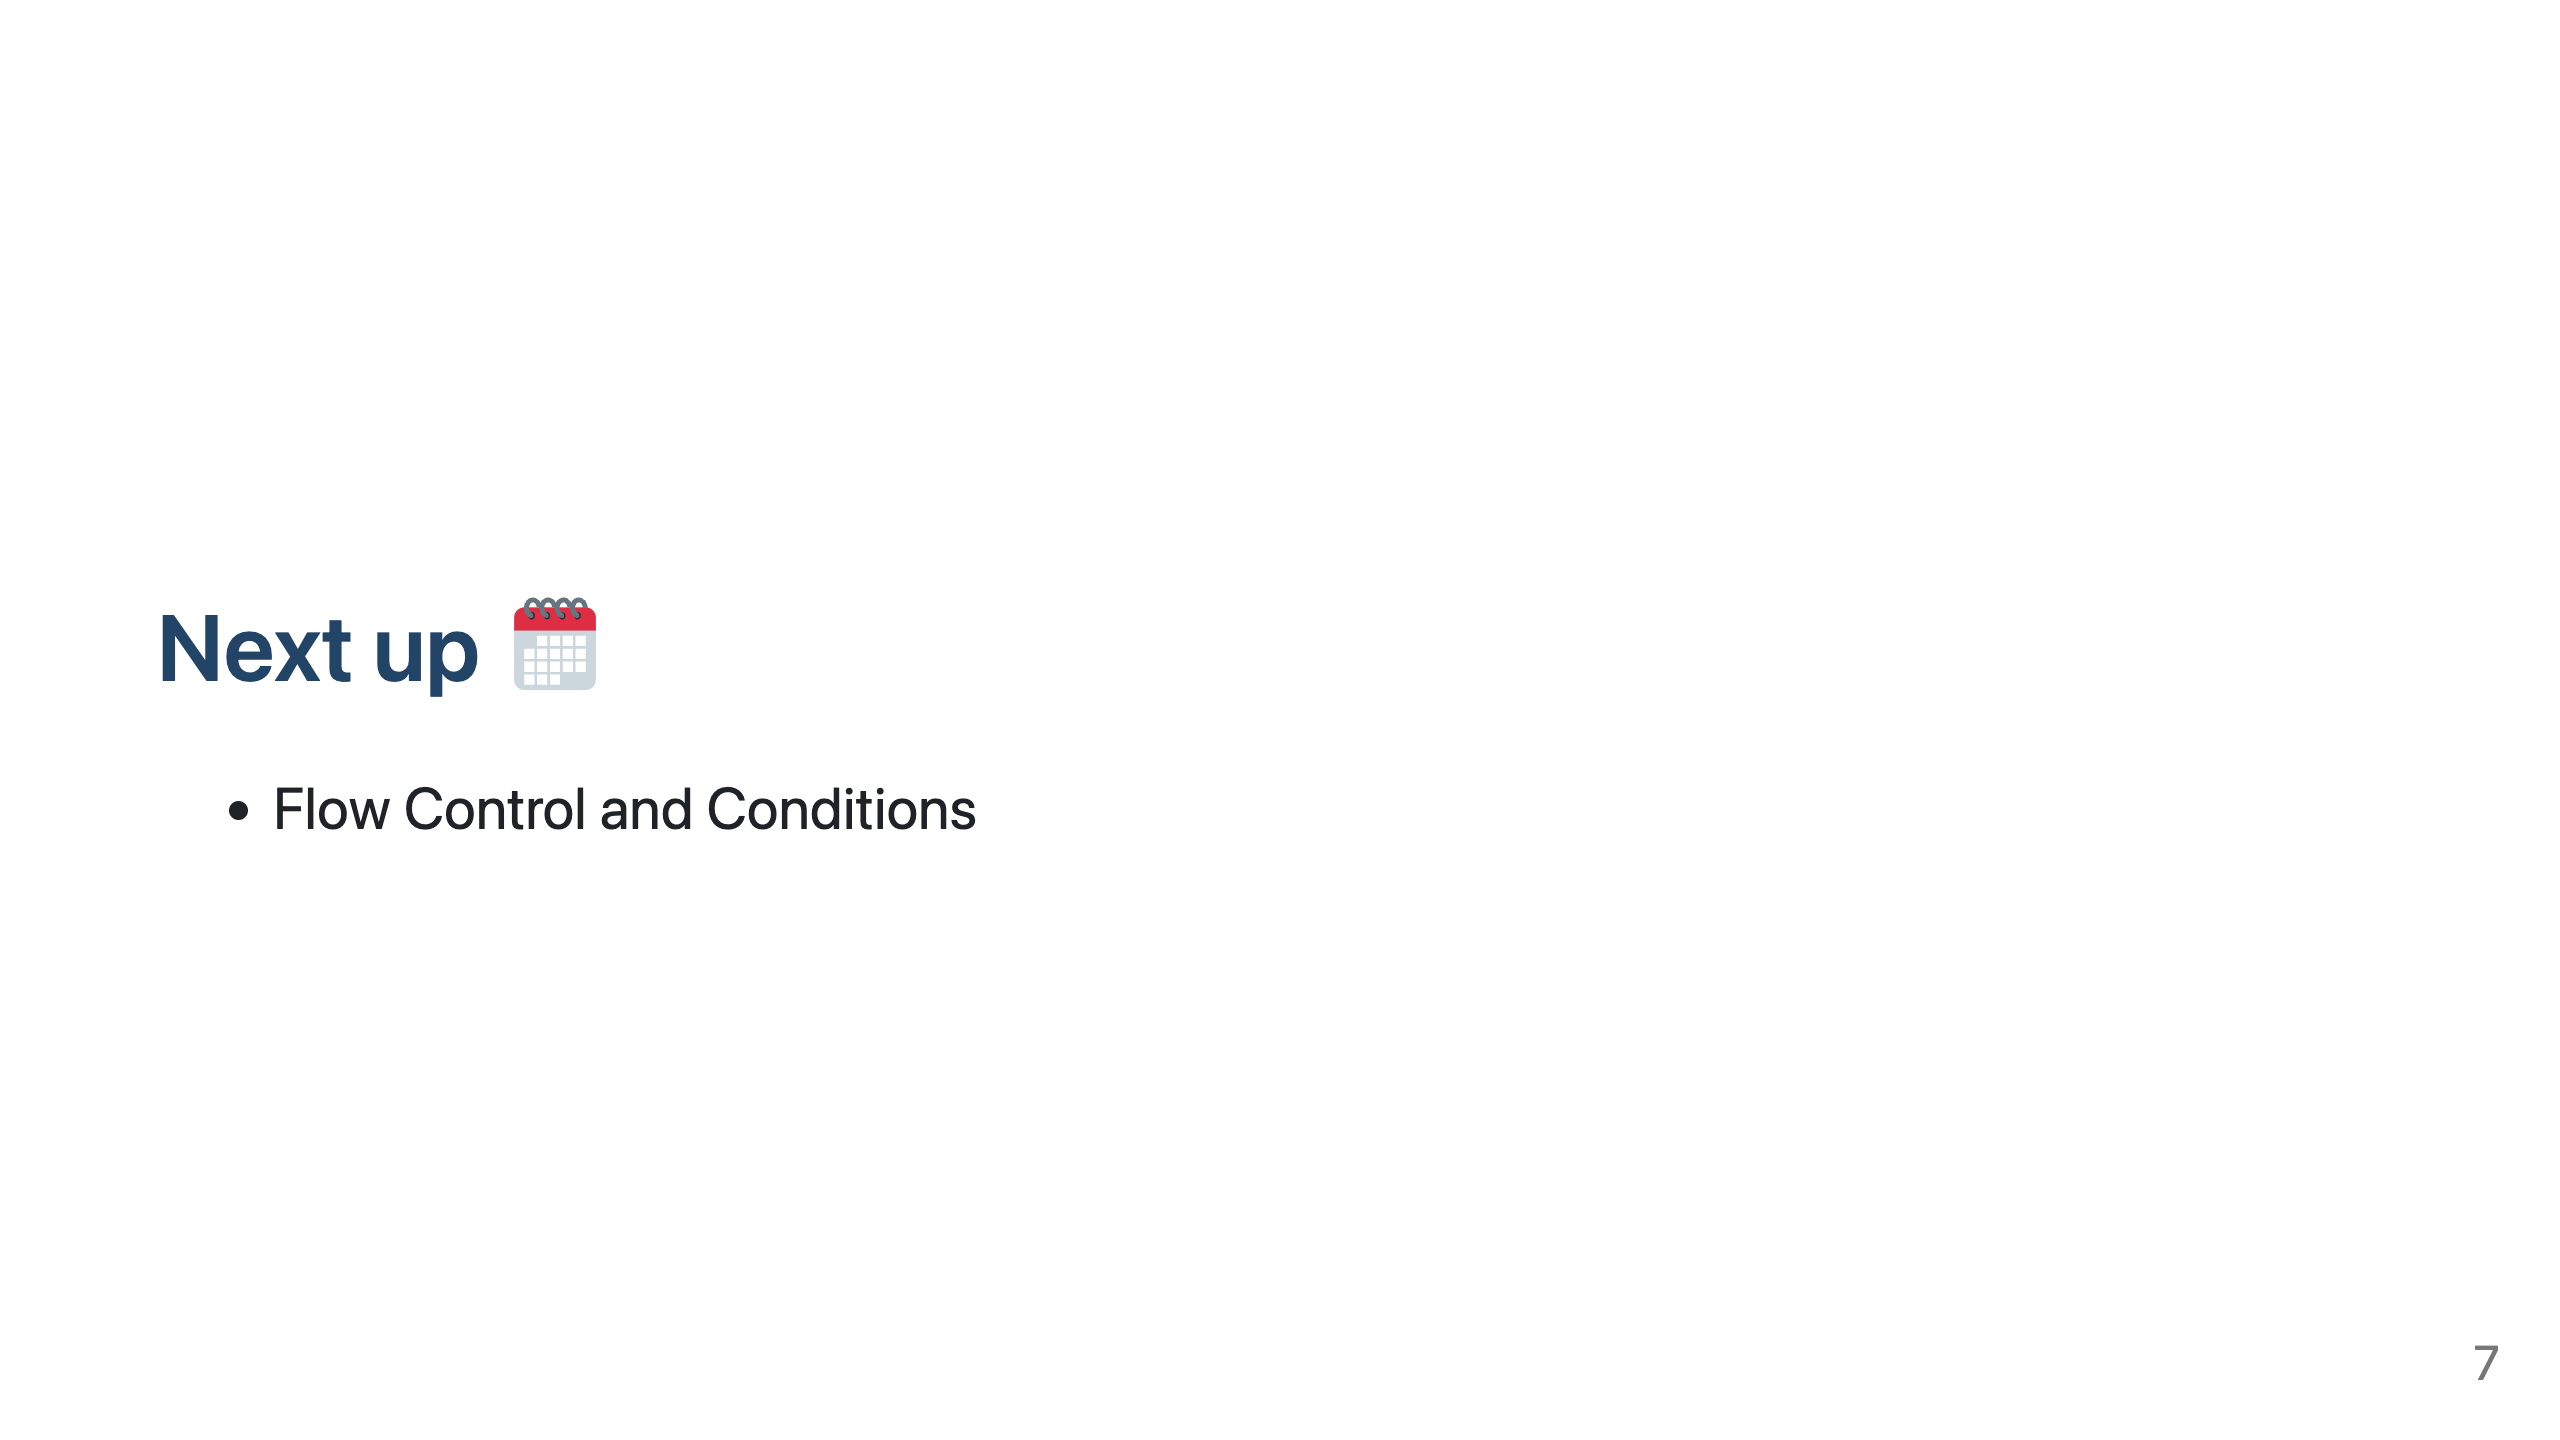 Next up 🗓️
• Flow Control and Conditions
7